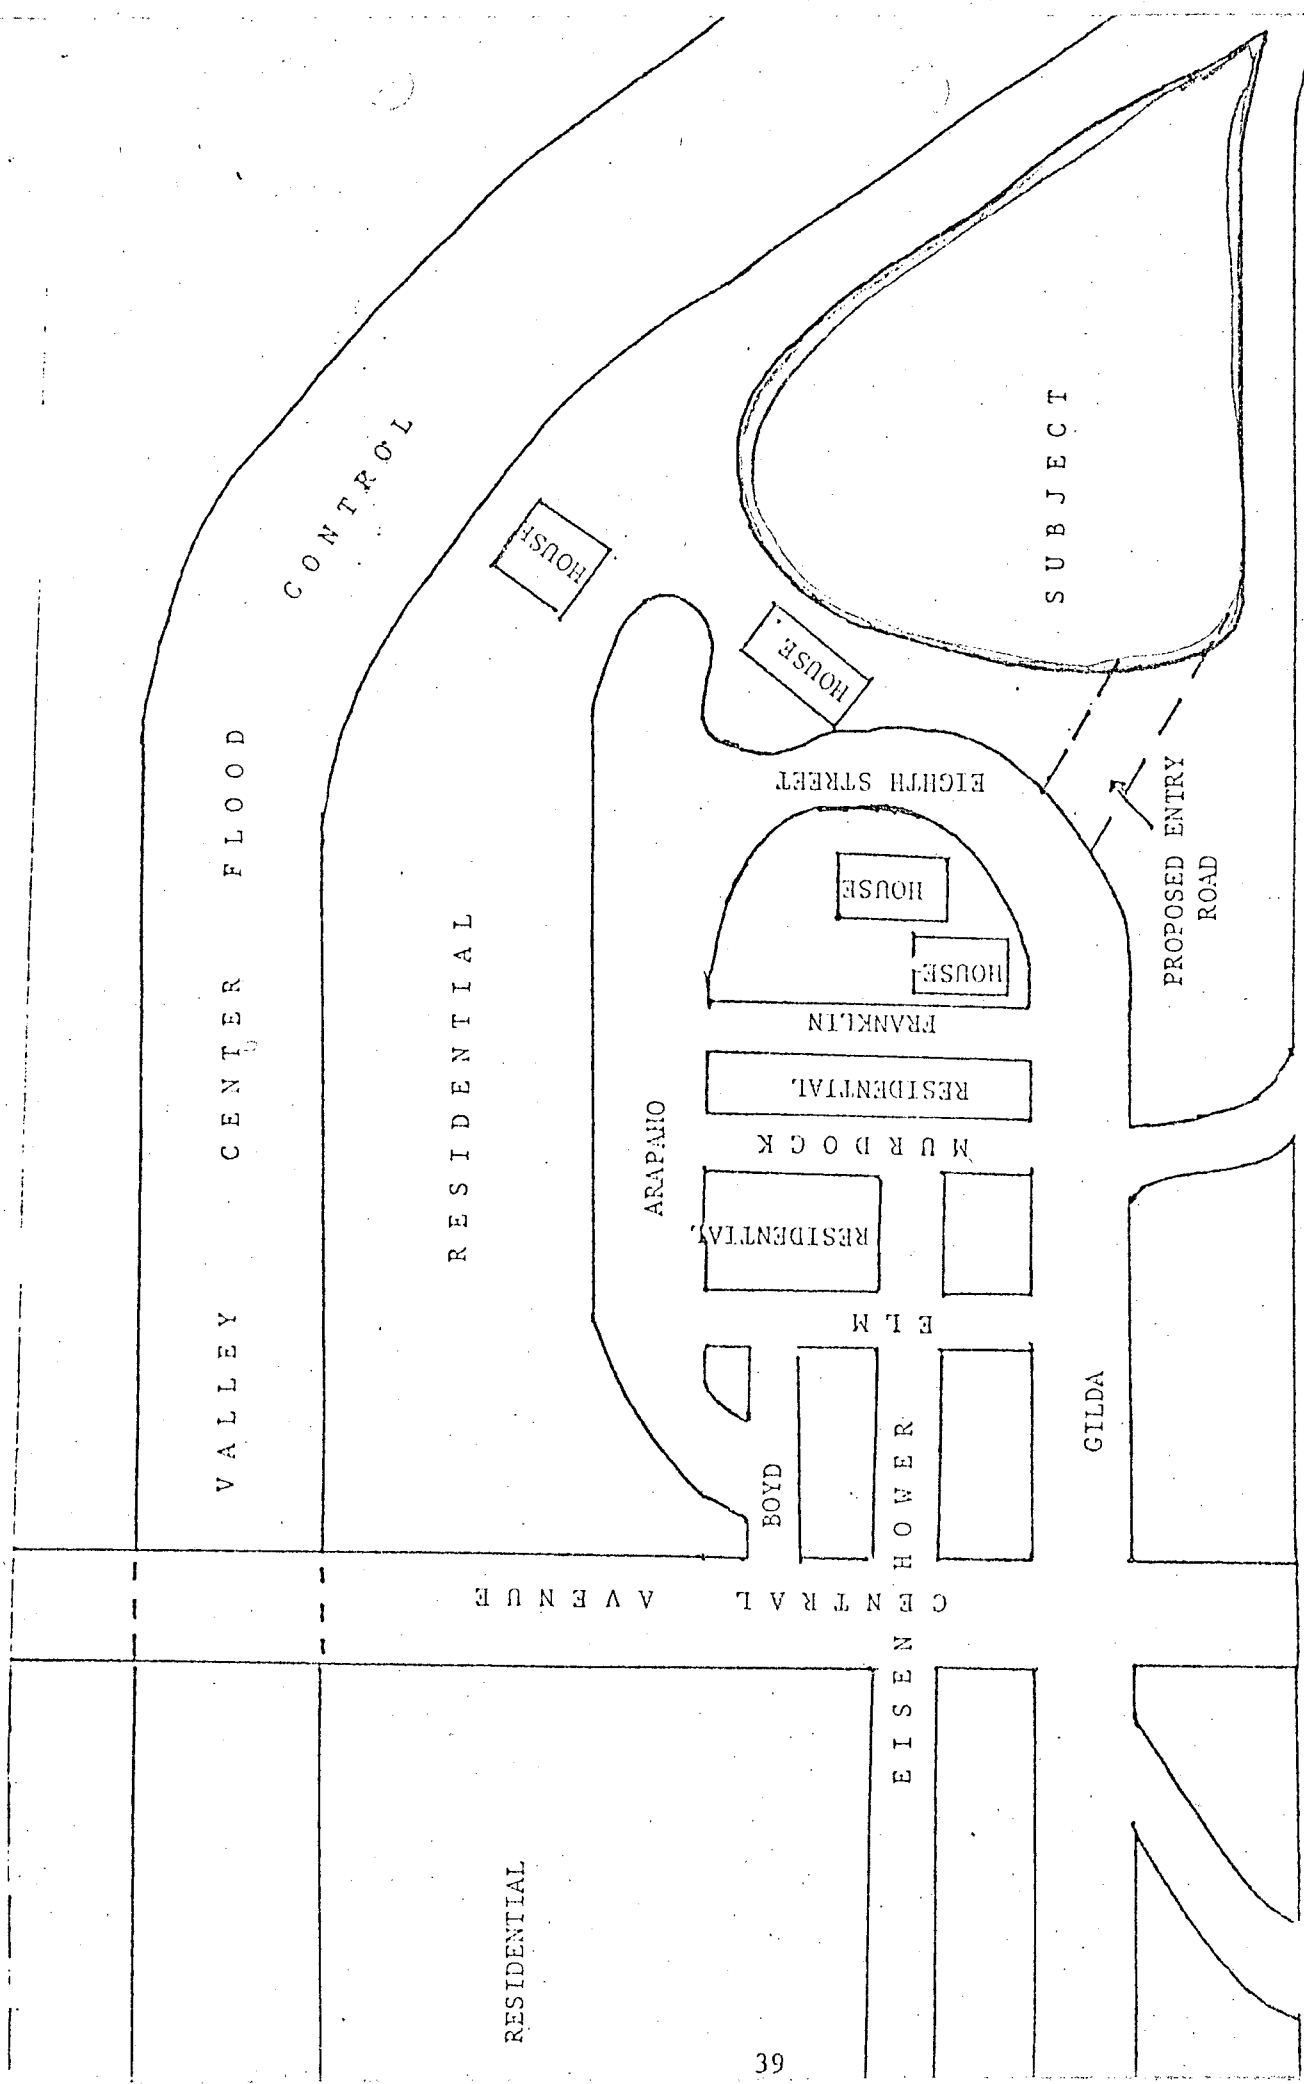 VALLEY CENTER FLOOD CONTROL
RESIDENTIAL
HOUSE
HOUSE
SUBJECT
EIGHTH STREET
PROPOSED ENTRY
ROAD
HOUSE
HOUSE
FRANKLIN
RESIDENTIAL
MURDOCK
ARAPAHO
RESIDENTIAL
ELM
BOYD
EISENHOWER
GILDA
CENTRAL AVENUE
RESIDENTIAL
39